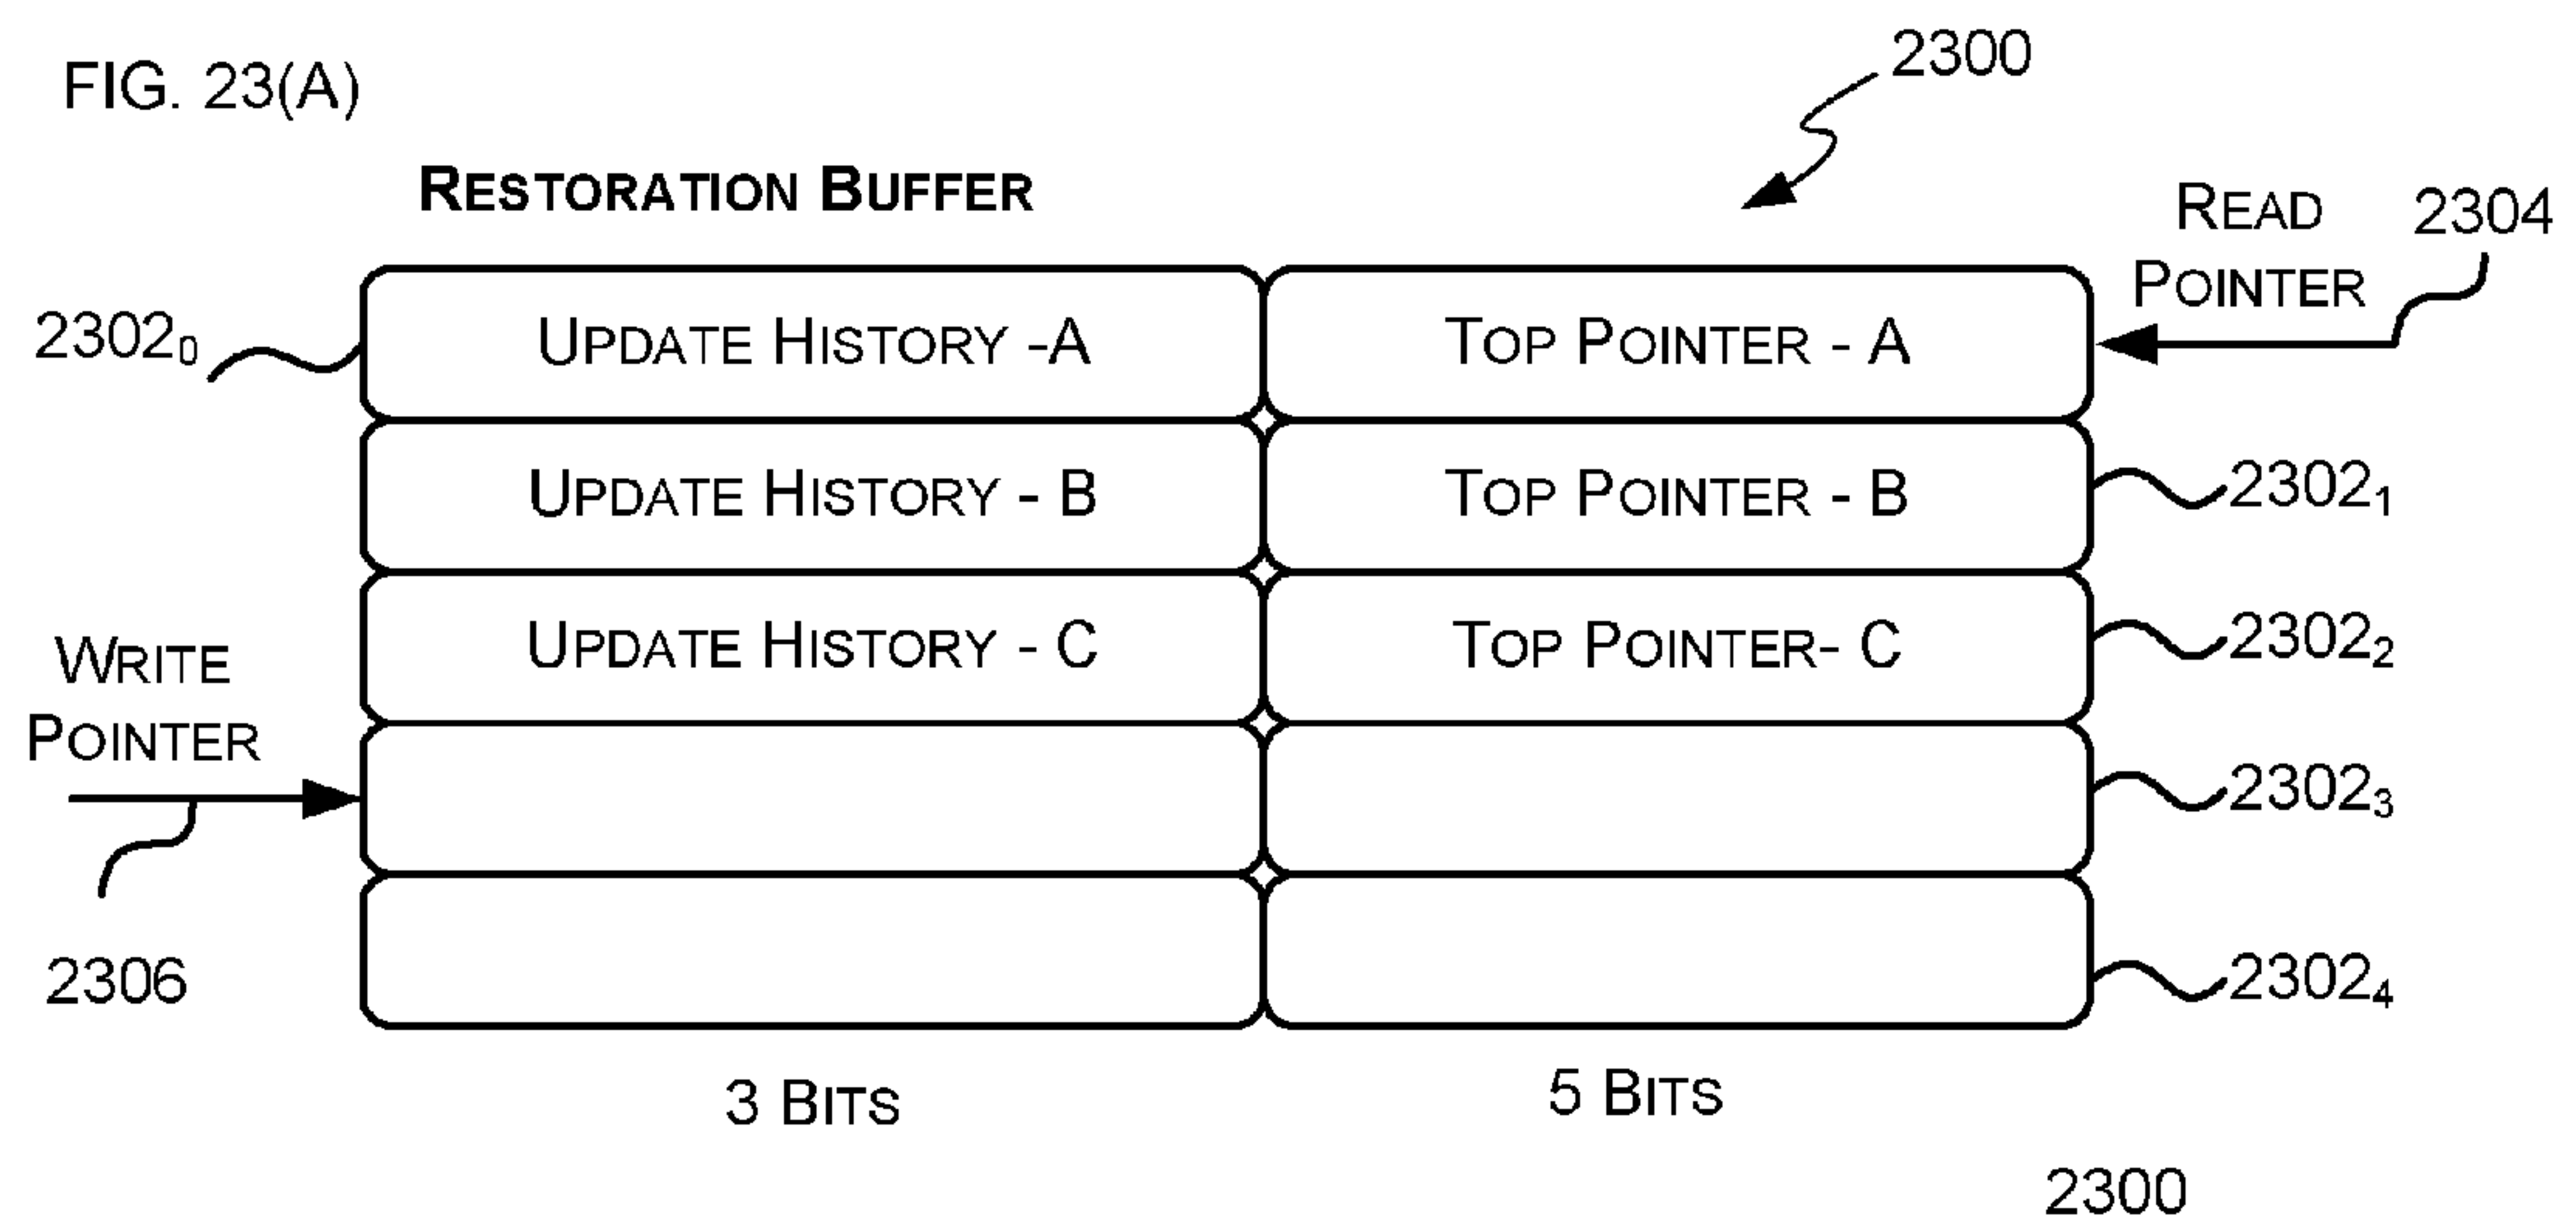 FIG. 23(A)
2300
RESTORATION BUFFER
READ
POINTER
2304
2302₀
UPDATE HISTORY -A
TOP POINTER - A
UPDATE HISTORY - B
TOP POINTER - B
2302₁
UPDATE HISTORY - C
TOP POINTER- C
2302₂
WRITE
POINTER
2302₃
2306
2302₄
3 BITS
5 BITS
2300